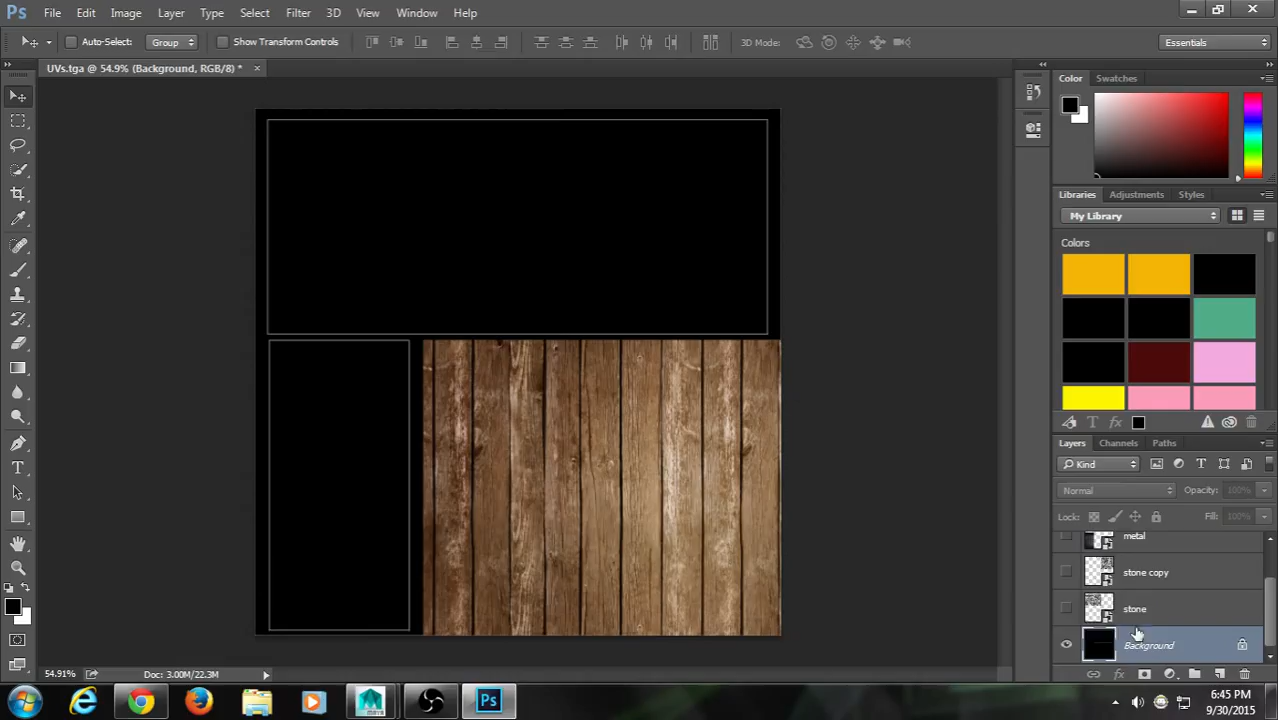 Ps File Edit Image Layer Type Select Filter 3D View Window Help
Auto-Select: Group Show Transform Controls 3D Mode: Essentials
UVs.tga @ 54.9% (Background, RGB/8) *
Color Swatches
Libraries Adjustments Styles
My Library
Colors
Layers Channels Paths
Kind
Normal Opacity: 100%
Lock: Fill: 100%
metal
stone copy
stone
Background
54.91% Doc: 3.00M/22.3M
6:45 PM
9/30/2015